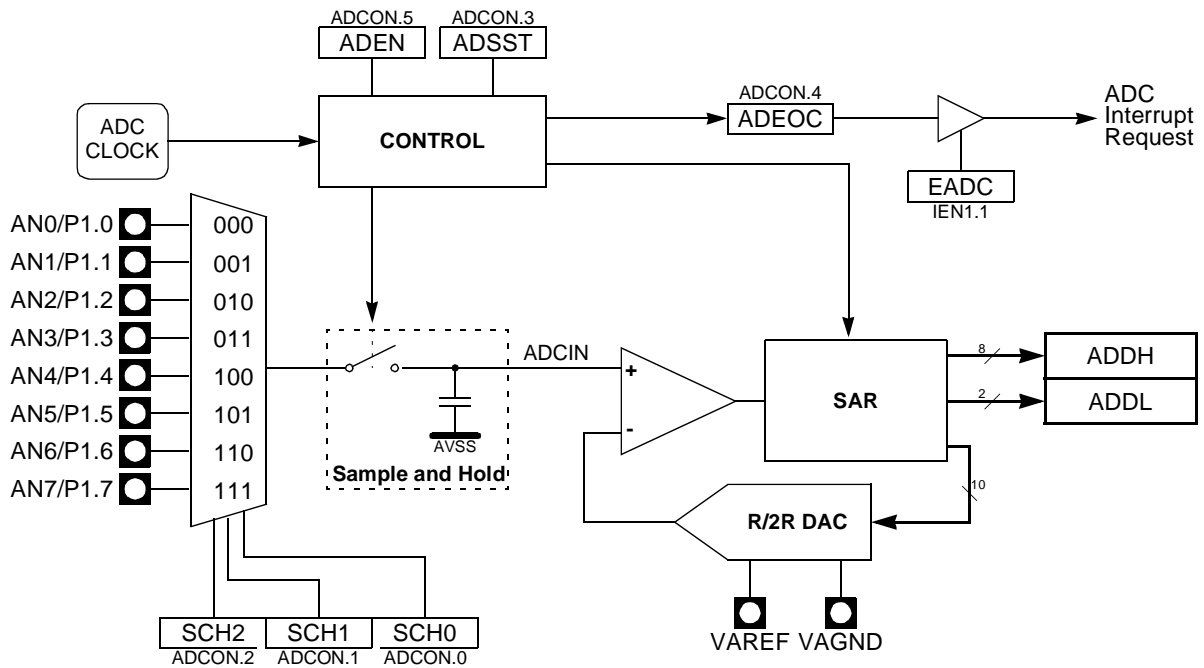 ADCON.5
ADEN
ADCON.3
ADSST
ADC
CLOCK
CONTROL
ADCON.4
ADEOC
ADC
Interrupt
Request
EADC
IEN1.1
AN0/P1.0
000
AN1/P1.1
001
AN2/P1.2
010
AN3/P1.3
011
AN4/P1.4
100
AN5/P1.5
101
AN6/P1.6
110
AN7/P1.7
111
ADCIN
AVSS
Sample and Hold
+
-
SAR
8
ADDH
2
ADDL
10
R/2R DAC
VAREF
VAGND
SCH2
ADCON.2
SCH1
ADCON.1
SCH0
ADCON.0